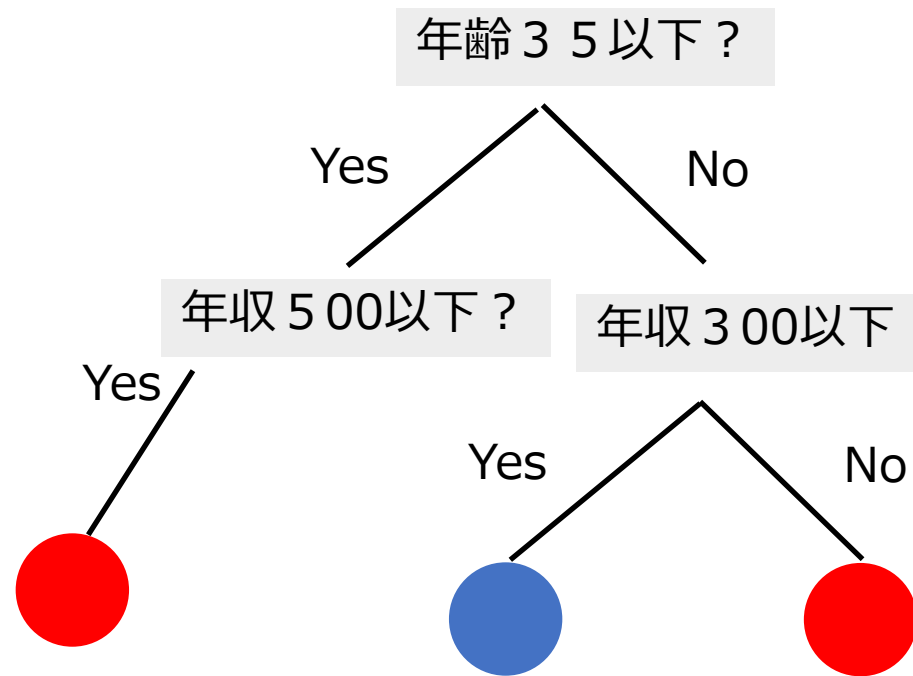 年齢３５以下？
Yes
No
年収５00以下？
年収３00以下
Yes
Yes
No